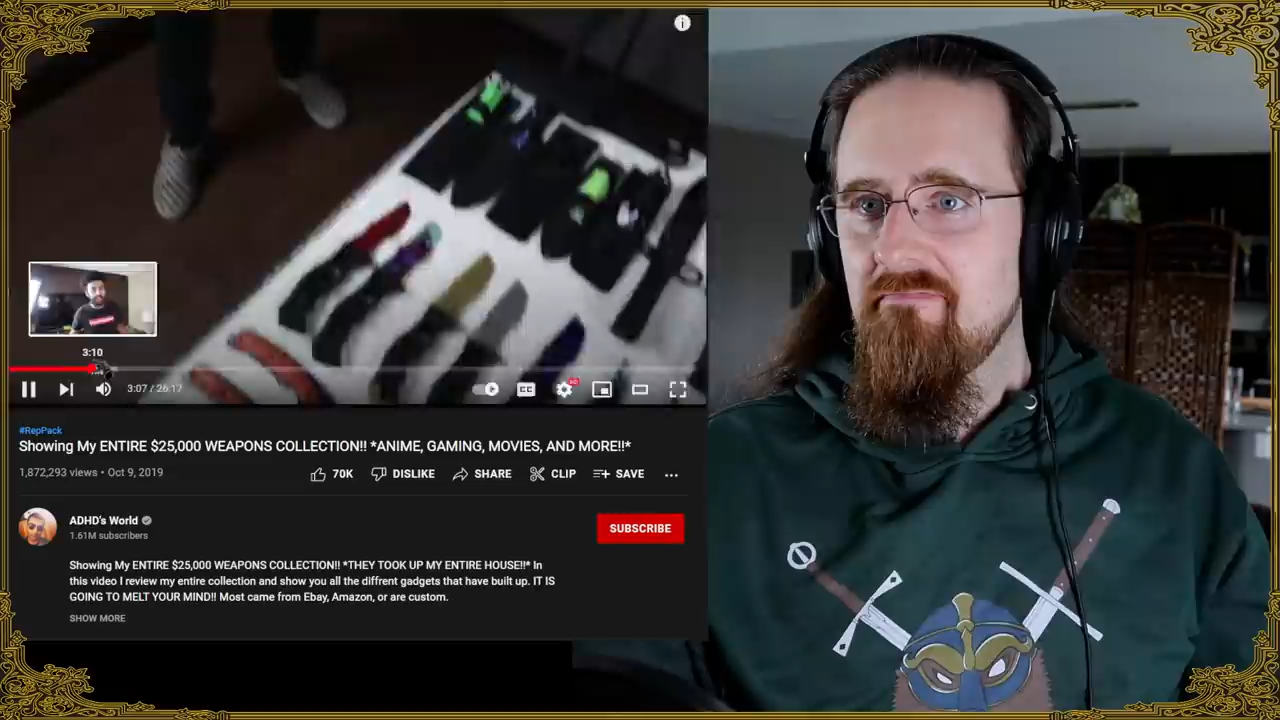 3:10
3:07 / 26:17
CC
HD
#RepPack
Showing My ENTIRE $25,000 WEAPONS COLLECTION!! *ANIME, GAMING, MOVIES, AND MORE!!*
1,872,293 views • Oct 9, 2019
70K
DISLIKE
SHARE
CLIP
SAVE
ADHD's World
1.61M subscribers
SUBSCRIBE
Showing My ENTIRE $25,000 WEAPONS COLLECTION!! *THEY TOOK UP MY ENTIRE HOUSE!!* In
this video I review my entire collection and show you all the diffrent gadgets that have built up. IT IS
GOING TO MELT YOUR MIND!! Most came from Ebay, Amazon, or are custom.
SHOW MORE